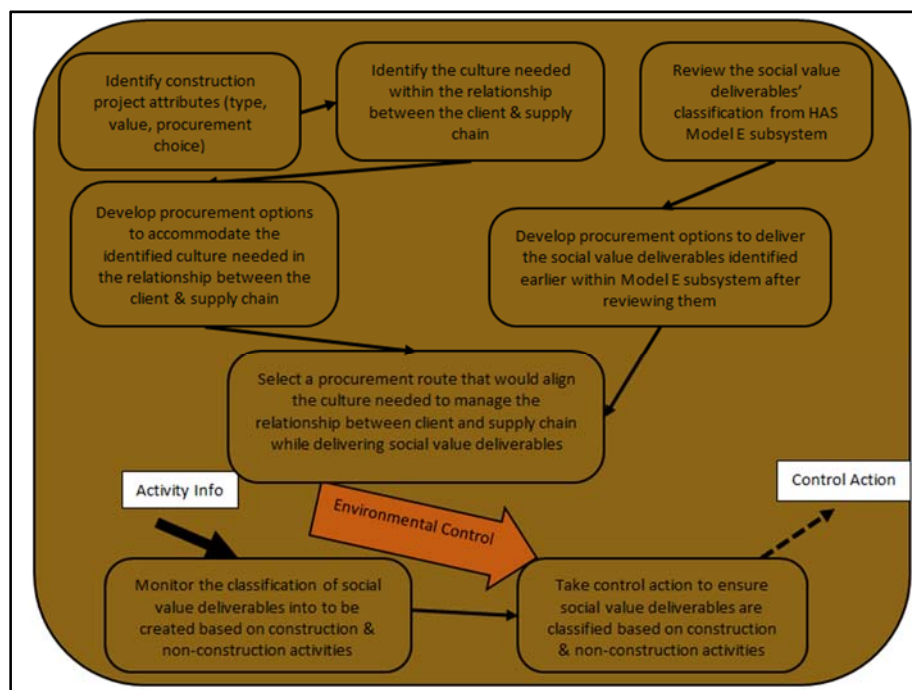 Identify construction
project attributes (type,
value, procurement
choice)
Identify the culture needed
within the relationship
between the client & supply
chain
Review the social value
deliverables’
classification from HAS
Model E subsystem
Develop procurement options
to accommodate the
identified culture needed
in the relationship between the
client & supply chain
Develop procurement options to deliver
the social value deliverables identified
earlier within Model E subsystem after
reviewing them
Select a procurement route that would align
the culture needed to manage the
relationship between client and supply chain
while delivering social value deliverables
Activity Info
Environmental Control
Control Action
Monitor the classification of social
value deliverables into to be
created based on construction &
non-construction activities
Take control action to ensure
social value deliverables are
classified based on construction
& non-construction activities